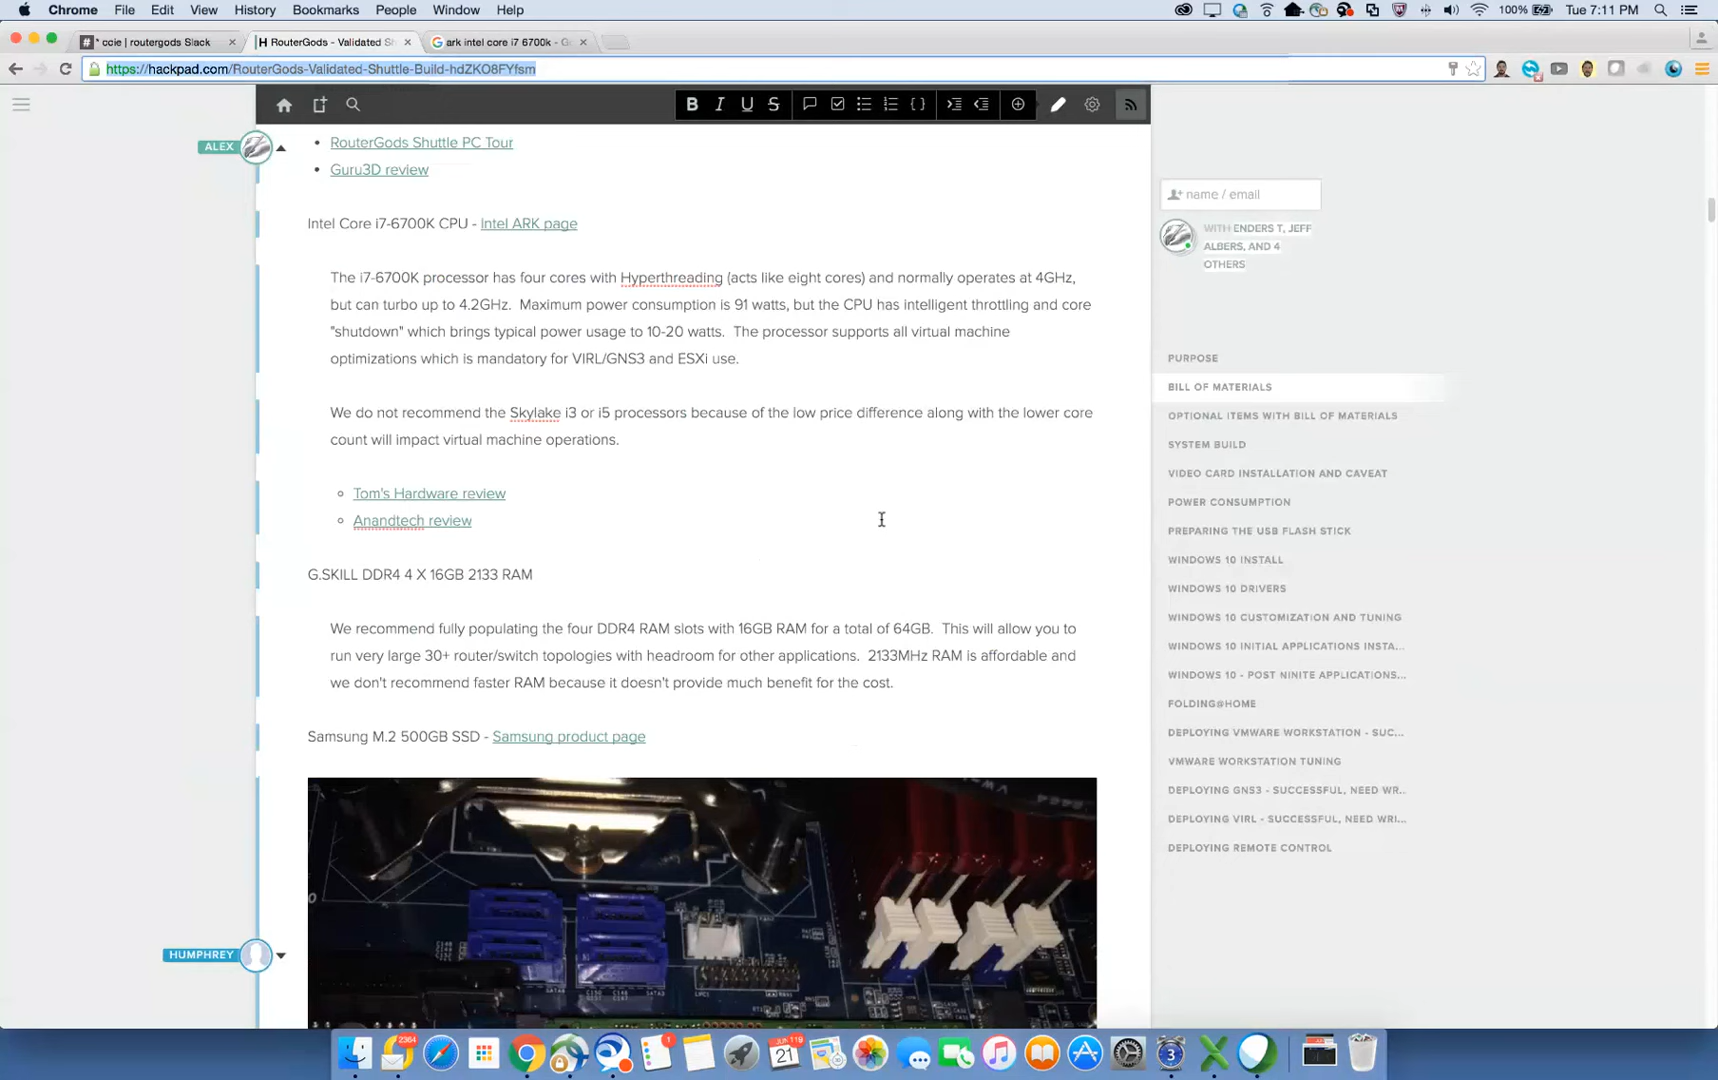 Chrome File Edit View History Bookmarks People Window Help 100% Tue 7:11 PM
* ccie | routergods Slack
RouterGods - Validated Sh
ark intel core i7 6700k - Go
https://hackpad.com/RouterGods-Validated-Shuttle-Build-hdZKO8FYfsm
B I U S
ALEX
RouterGods Shuttle PC Tour
Guru3D review
Intel Core i7-6700K CPU - Intel ARK page
The i7-6700K processor has four cores with Hyperthreading (acts like eight cores) and normally operates at 4GHz,
but can turbo up to 4.2GHz. Maximum power consumption is 91 watts, but the CPU has intelligent throttling and core
"shutdown" which brings typical power usage to 10-20 watts. The processor supports all virtual machine
optimizations which is mandatory for VIRL/GNS3 and ESXi use.
We do not recommend the Skylake i3 or i5 processors because of the low price difference along with the lower core
count will impact virtual machine operations.
Tom's Hardware review
Anandtech review
G.SKILL DDR4 4 X 16GB 2133 RAM
We recommend fully populating the four DDR4 RAM slots with 16GB RAM for a total of 64GB. This will allow you to
run very large 30+ router/switch topologies with headroom for other applications. 2133MHz RAM is affordable and
we don't recommend faster RAM because it doesn't provide much benefit for the cost.
Samsung M.2 500GB SSD - Samsung product page
HUMPHREY
name / email
WITH ENDERS T, JEFF
ALBERS, AND 4
OTHERS
PURPOSE
BILL OF MATERIALS
OPTIONAL ITEMS WITH BILL OF MATERIALS
SYSTEM BUILD
VIDEO CARD INSTALLATION AND CAVEAT
POWER CONSUMPTION
PREPARING THE USB FLASH STICK
WINDOWS 10 INSTALL
WINDOWS 10 DRIVERS
WINDOWS 10 CUSTOMIZATION AND TUNING
WINDOWS 10 INITIAL APPLICATIONS INSTA...
WINDOWS 10 - POST NINITE APPLICATIONS...
FOLDING@HOME
DEPLOYING VMWARE WORKSTATION - SUC...
VMWARE WORKSTATION TUNING
DEPLOYING GNS3 - SUCCESSFUL, NEED WR..
DEPLOYING VIRL - SUCCESSFUL, NEED WRI...
DEPLOYING REMOTE CONTROL
2364
1
21
3